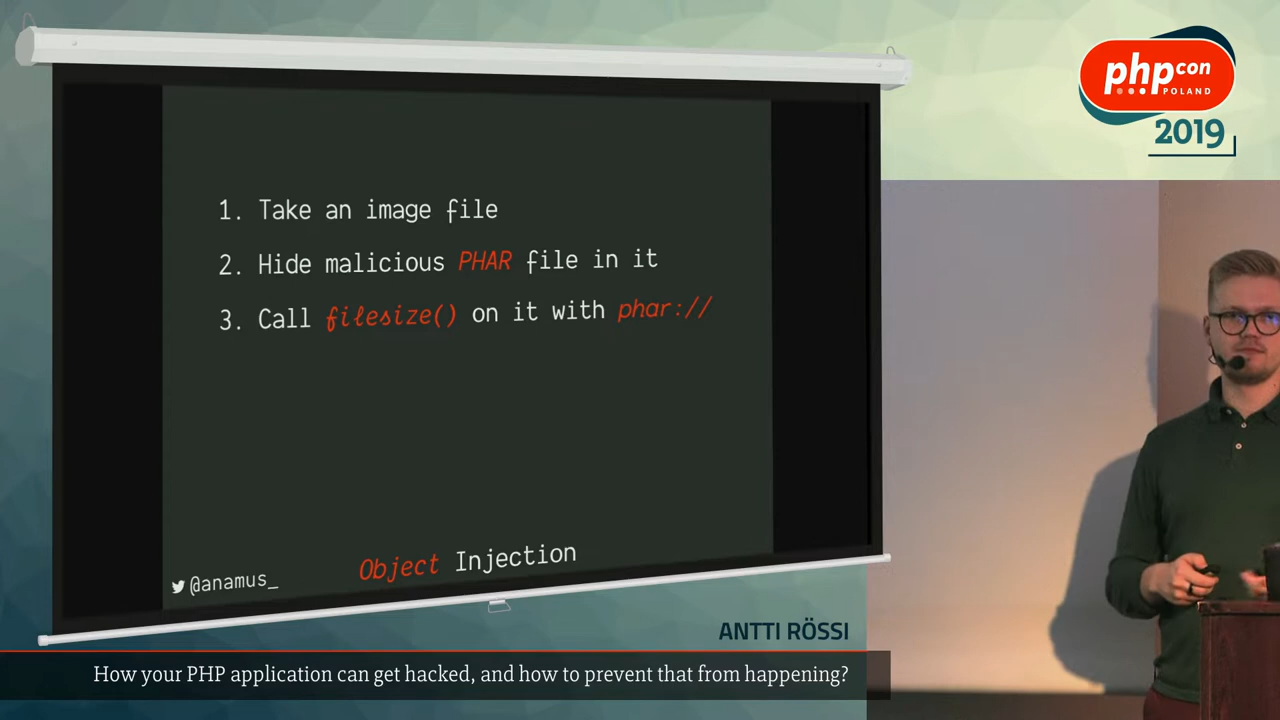 phpcon
POLAND
2019
1. Take an image file
2. Hide malicious PHAR file in it
3. Call filesize() on it with phar://
@anamus_
Object Injection
ANTTI RÖSSI
How your PHP application can get hacked, and how to prevent that from happening?